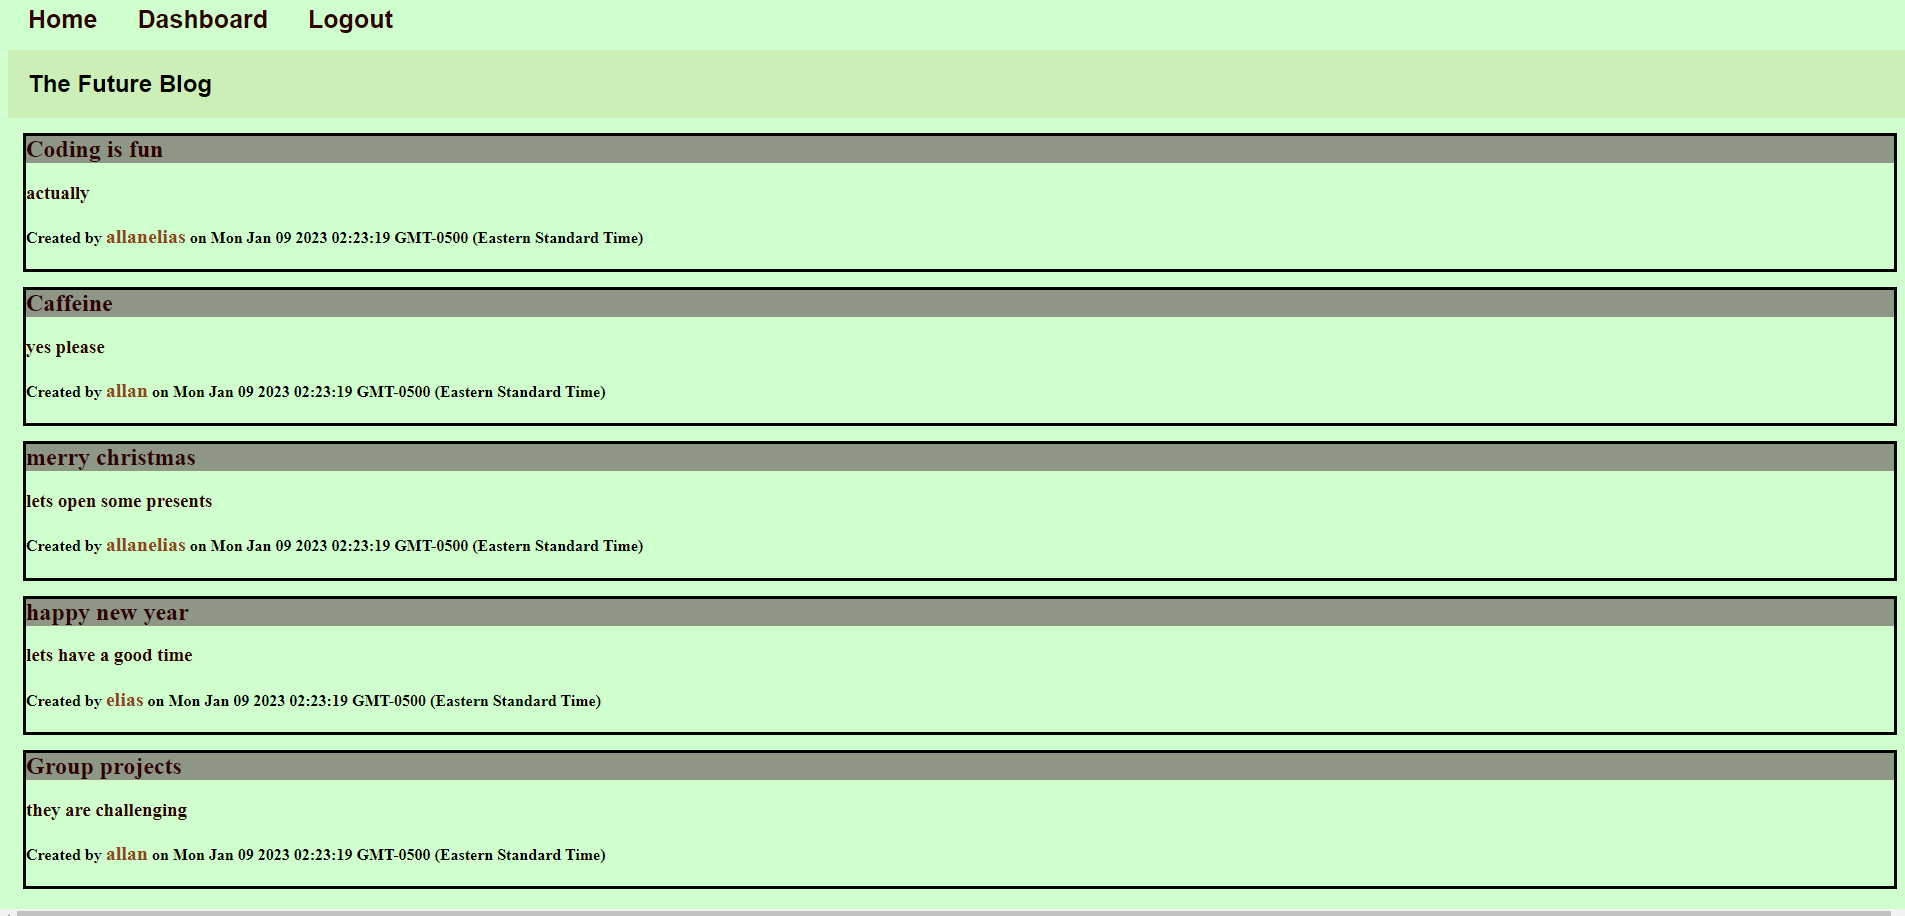 Home Dashboard Logout
The Future Blog
Coding is fun
actually
Created by allanelias on Mon Jan 09 2023 02:23:19 GMT-0500 (Eastern Standard Time)
Caffeine
yes please
Created by allan on Mon Jan 09 2023 02:23:19 GMT-0500 (Eastern Standard Time)
merry christmas
lets open some presents
Created by allanelias on Mon Jan 09 2023 02:23:19 GMT-0500 (Eastern Standard Time)
happy new year
lets have a good time
Created by elias on Mon Jan 09 2023 02:23:19 GMT-0500 (Eastern Standard Time)
Group projects
they are challenging
Created by allan on Mon Jan 09 2023 02:23:19 GMT-0500 (Eastern Standard Time)